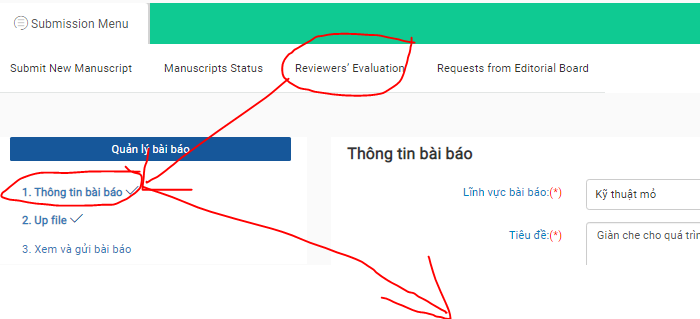 Submission Menu
Submit New Manuscript Manuscripts Status Reviewers' Evaluation Requests from Editorial Board
Quản lý bài báo
1. Thông tin bài báo
2. Up file
3. Xem và gửi bài báo
Thông tin bài báo
Lĩnh vực bài báo:(*) Kỹ thuật mỏ
Tiêu đề:(*) Giàn che cho quá trìn